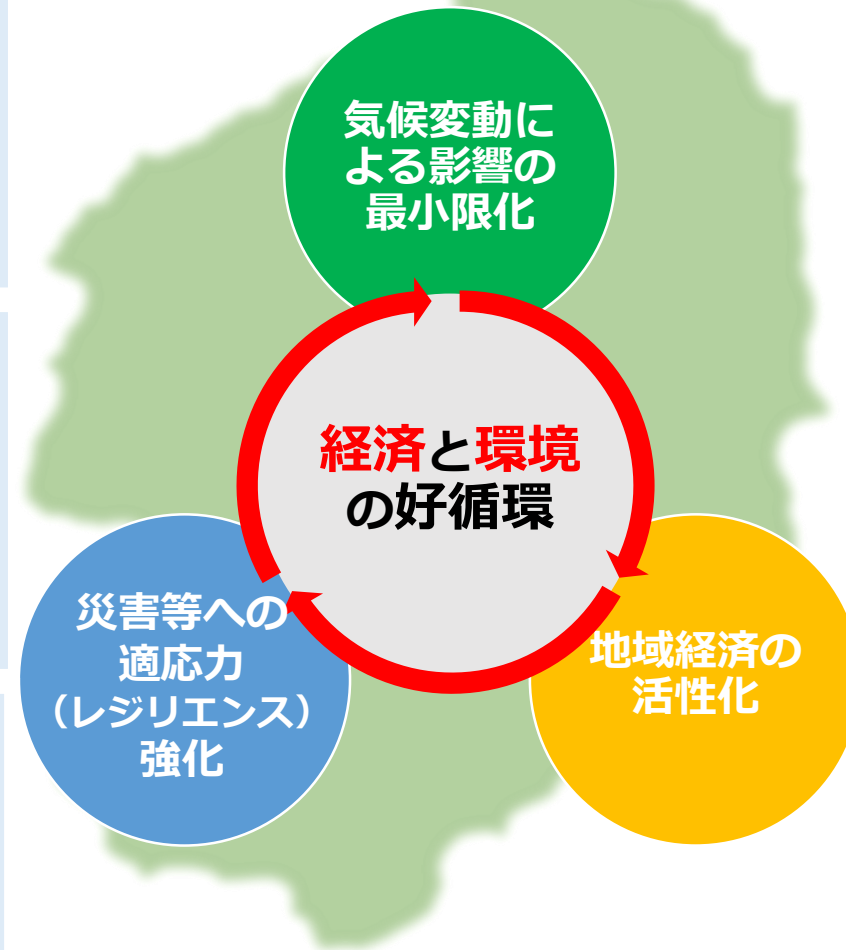 気候変動に
よる影響の
最小限化
経済と環境
の好循環
災害等への
適応力
（レジリエンス）
強化
地域経済の
活性化